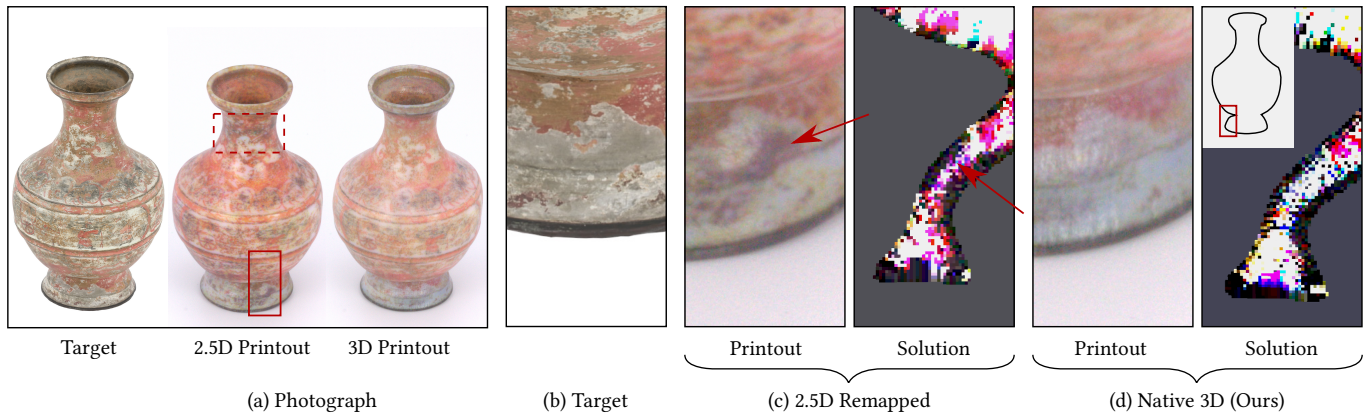 Target
2.5D Printout
3D Printout
Printout
Solution
Printout
Solution
(a) Photograph
(b) Target
(c) 2.5D Remapped
(d) Native 3D (Ours)